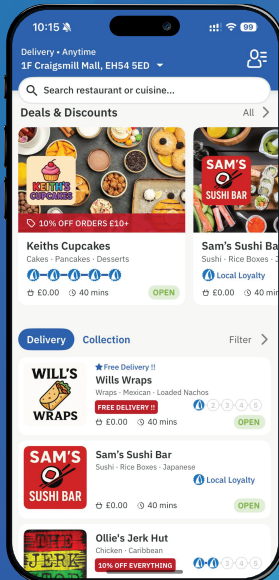 10:15
99
Delivery • Anytime
1F Craigsmill Mall, EH54 5ED
Search restaurant or cuisine...
Deals & Discounts
All >
KEITH'S
CUPCAKES
10% OFF ORDERS £10+
Keiths Cupcakes
Cakes · Pancakes · Desserts
£0.00 40 mins
OPEN
SAM'S
SUSHI BAR
Sam's Sushi Ba
Sushi · Rice Boxes ·
Local Loyalty
£0.00 40 min
Delivery
Collection
Filter >
WILL'S
WRAPS
Free Delivery !!
Wills Wraps
Wraps · Mexican · Loaded Nachos
FREE DELIVERY !!
2 3 4 5
£0.00 40 mins
OPEN
SAM'S
SUSHI BAR
Sam's Sushi Bar
Sushi · Rice Boxes · Japanese
Local Loyalty
£0.00 40 mins
OPEN
THE
JERK
Ollie's Jerk Hut
Chicken · Caribbean
10% OFF EVERYTHING
3 4 5